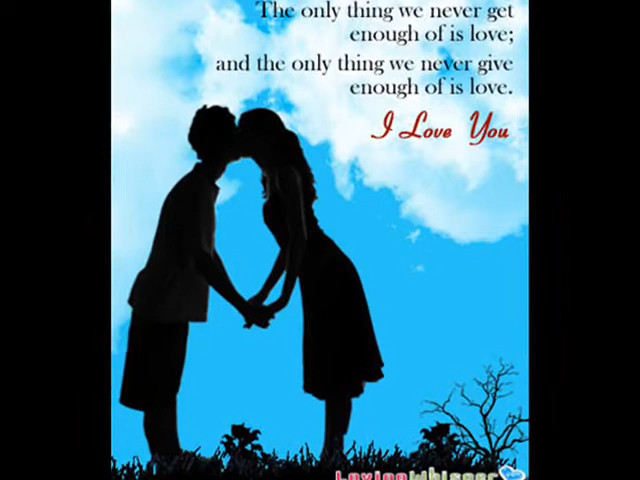 The only thing we never get
enough of is love;
and the only thing we never give
enough of is love.
I Love You
LovingWhisper